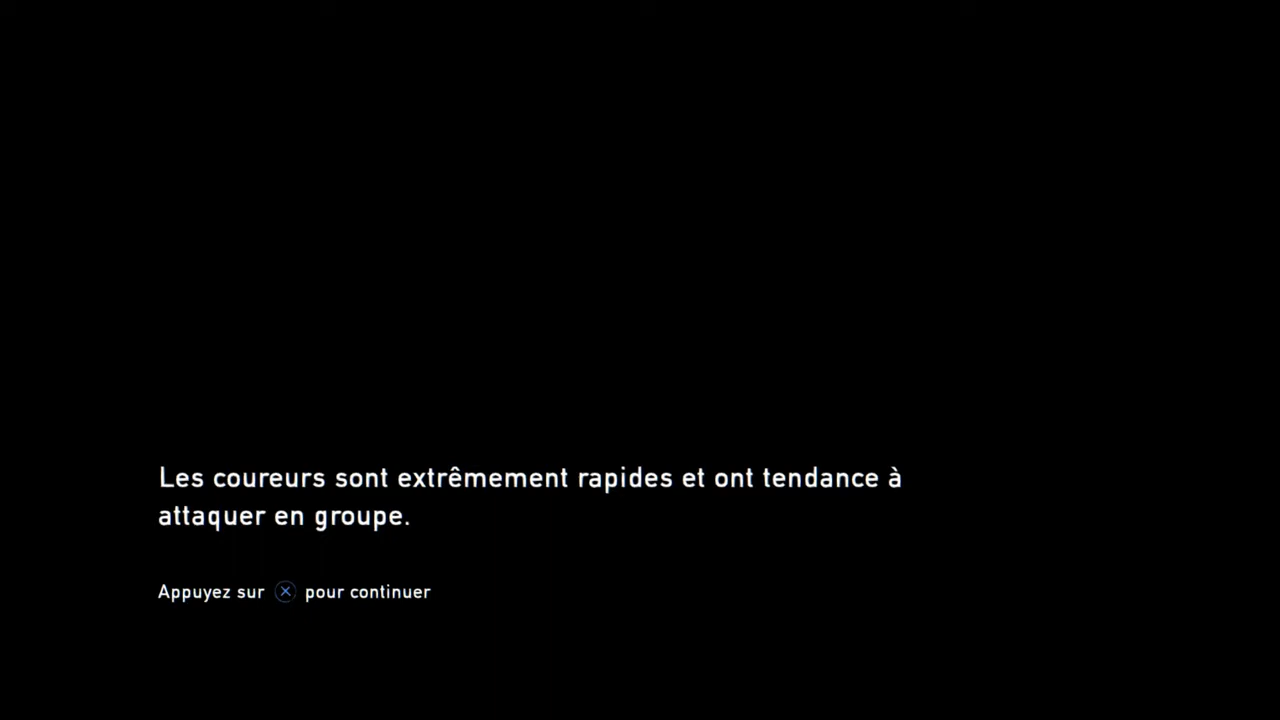 Les coureurs sont extrêmement rapides et ont tendance à
attaquer en groupe.
Appuyez sur ⓧ pour continuer